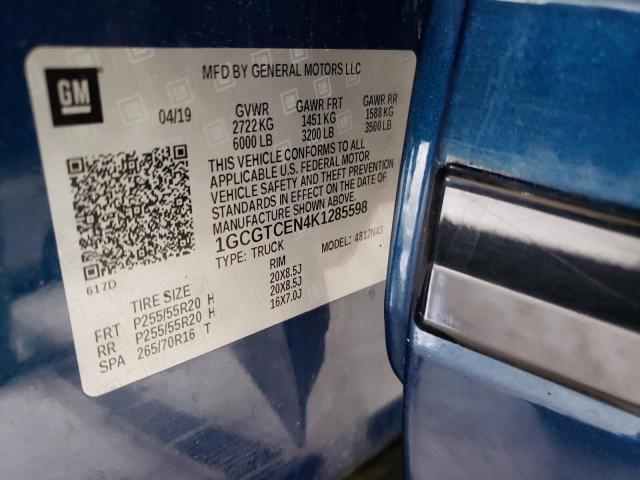 GM
MFD BY GENERAL MOTORS LLC
04/19 GVWR GAWR FRT GAWR RR
2722 KG 1451 KG 1588 KG
6000 LB 3200 LB 3500 LB
THIS VEHICLE CONFORMS TO ALL
APPLICABLE U.S. FEDERAL MOTOR
VEHICLE SAFETY AND THEFT PREVENTION
STANDARDS IN EFFECT ON THE DATE OF
MANUFACTURE SHOWN ABOVE.
1GCGTCEN4K1285598
TYPE: TRUCK MODEL: 4812N43
617D
TIRE SIZE RIM
FRT P255/55R20 H 20X8.5J
RR P255/55R20 H 20X8.5J
SPA 265/70R16 T 16X7.0J